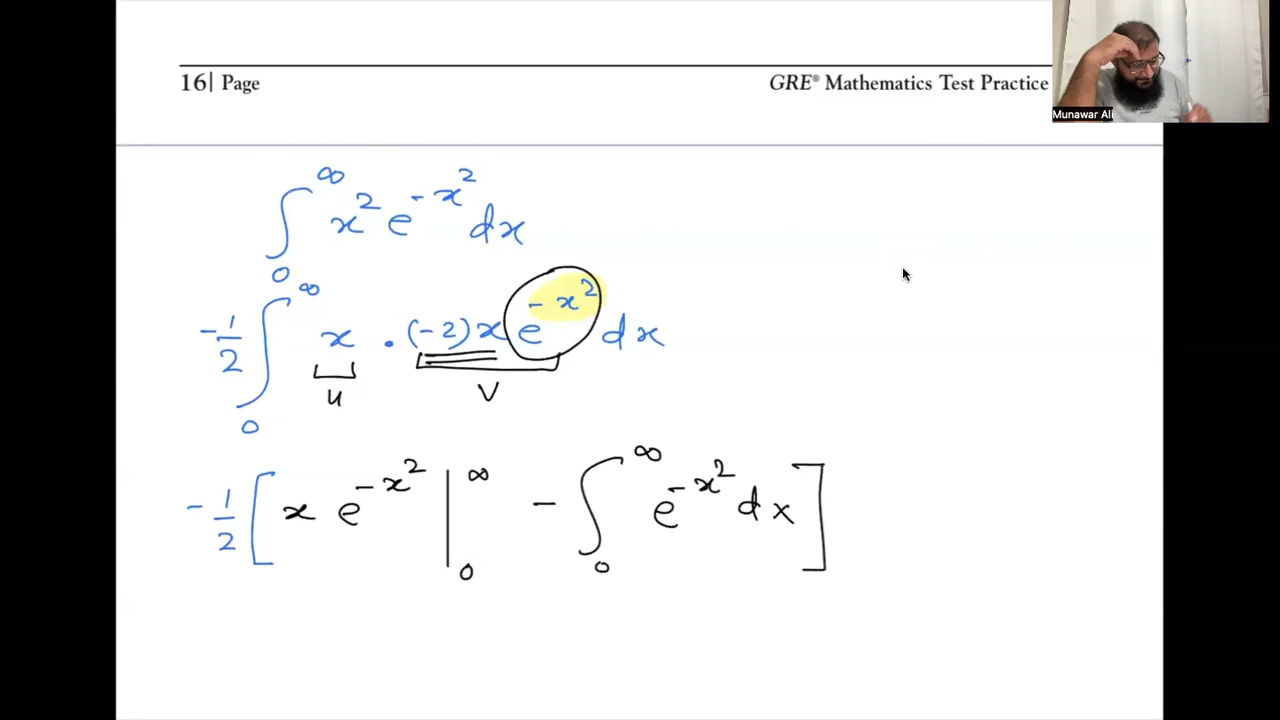 16| Page
GRE® Mathematics Test Practice
Munawar Ali
∫₀^∞ x² e^{-x²} dx
-1/2 ∫₀^∞ x · (-2)x e^{-x²} dx
u v
-1/2 [ x e^{-x²} |₀^∞ - ∫₀^∞ e^{-x²} dx ]